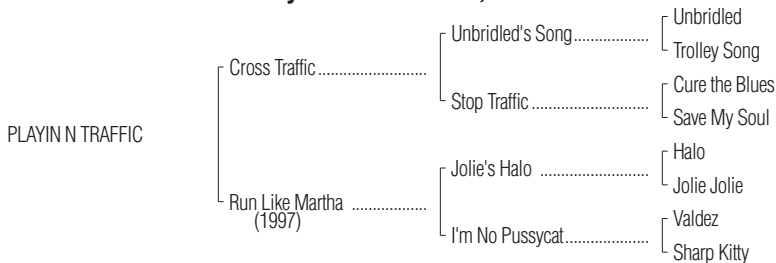 Unbridled
Unbridled's Song.................
Trolley Song
Cross Traffic..........................
Cure the Blues
Stop Traffic...........................
Save My Soul
PLAYIN N TRAFFIC
Halo
Jolie's Halo ..........................
Jolie Jolie
Run Like Martha ..................
(1997)
Valdez
I'm No Pussycat....................
Sharp Kitty